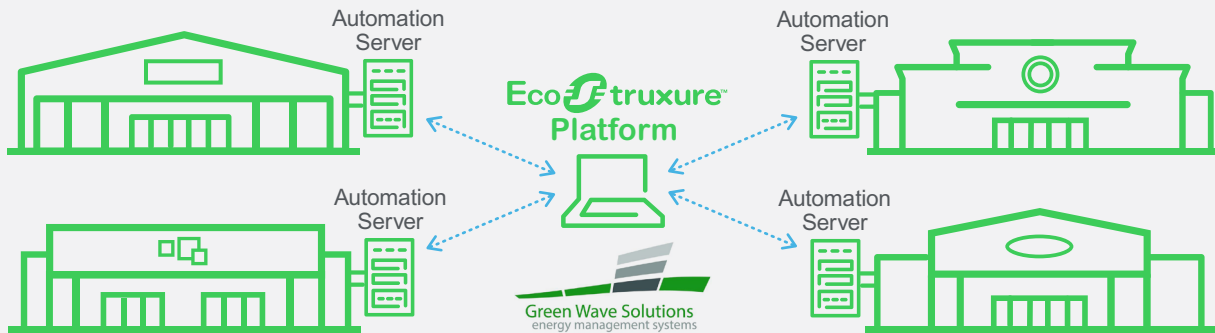 Automation
Server
Automation
Server
EcoStruxure™
Platform
Automation
Server
Automation
Server
Green Wave Solutions
energy management systems